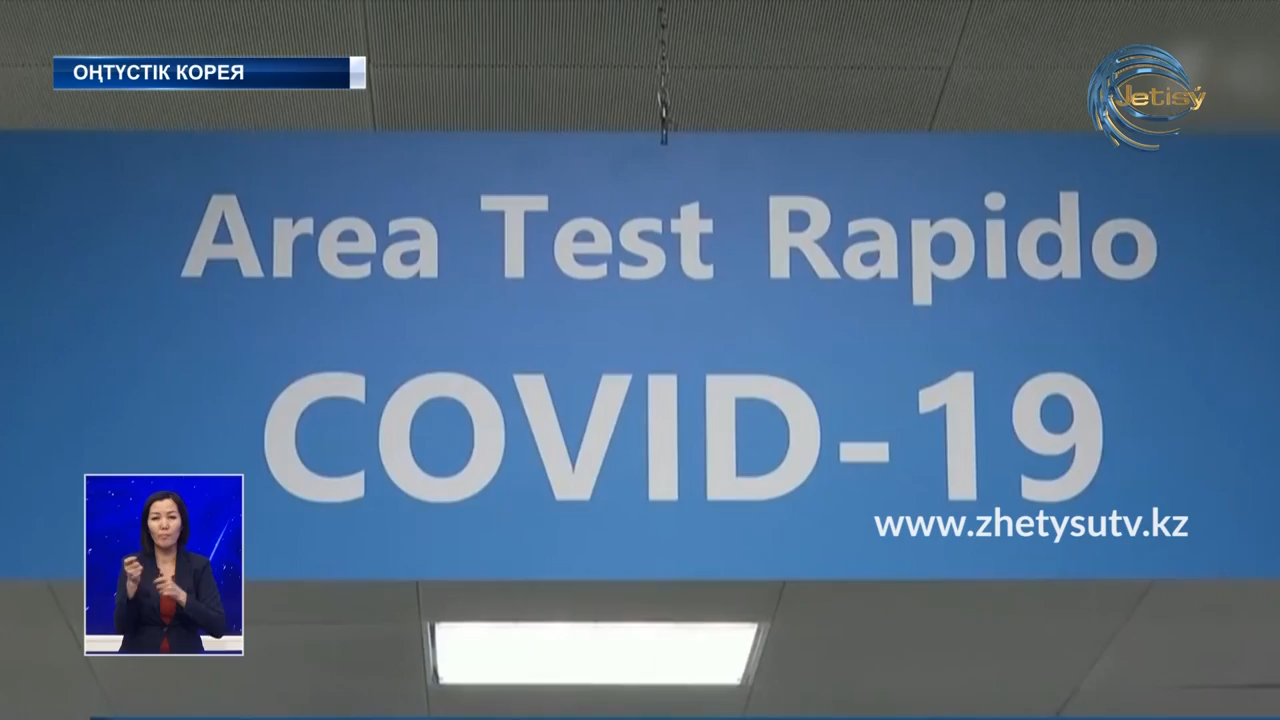 ОҢТҮСТІК КОРЕЯ
Jetisý
Area Test Rapido
COVID-19
www.zhetysutv.kz